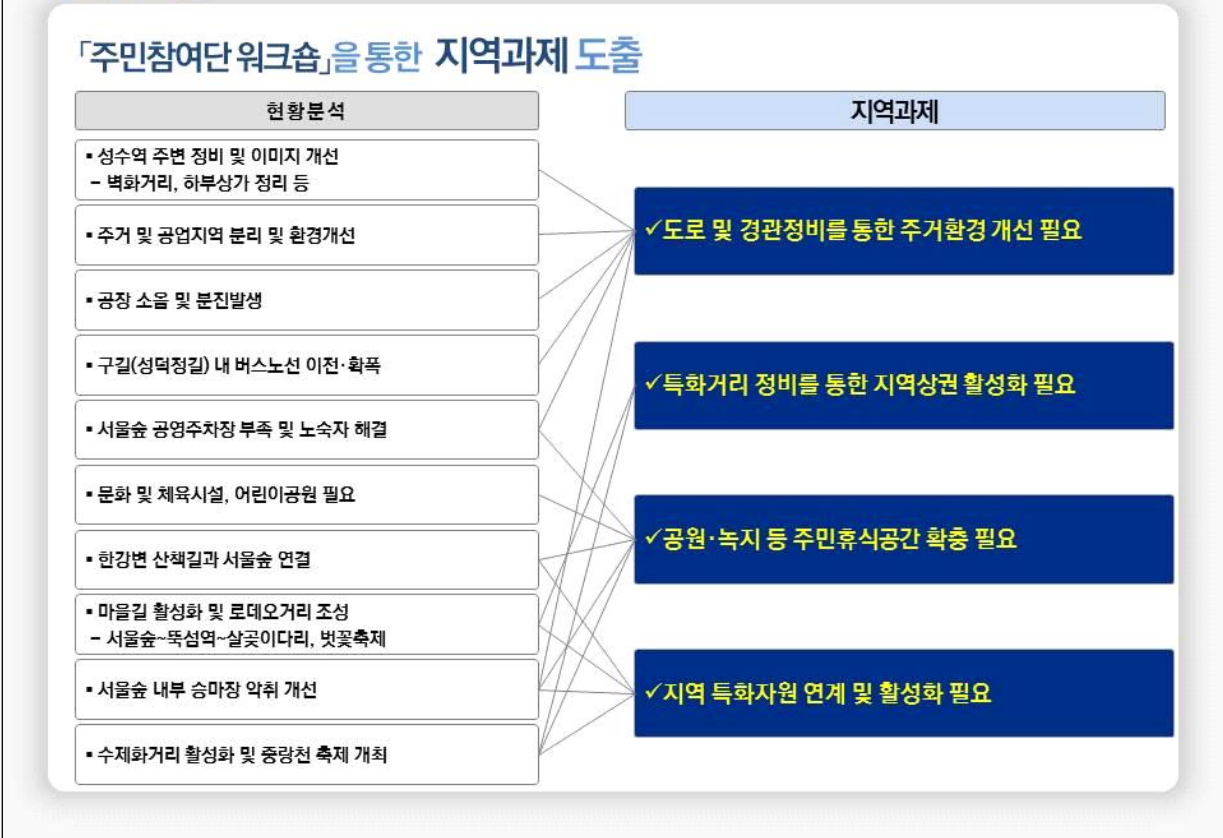 「주민참여단 워크숍」을 통한 지역과제 도출
현황분석
▪ 성수역 주변 정비 및 이미지 개선
– 벽화거리, 하부상가 정리 등
▪ 주거 및 공업지역 분리 및 환경개선
▪ 공장 소음 및 분진발생
▪ 구길(성덕정길) 내 버스노선 이전·확폭
▪ 서울숲 공영주차장 부족 및 노숙자 해결
▪ 문화 및 체육시설, 어린이공원 필요
▪ 한강변 산책길과 서울숲 연결
▪ 마을길 활성화 및 로데오거리 조성
– 서울숲~뚝섬역~살곶이다리, 벚꽃축제
▪ 서울숲 내부 승마장 악취 개선
▪ 수제화거리 활성화 및 중랑천 축제 개최
지역과제
✓도로 및 경관정비를 통한 주거환경 개선 필요
✓특화거리 정비를 통한 지역상권 활성화 필요
✓공원·녹지 등 주민휴식공간 확충 필요
✓지역 특화자원 연계 및 활성화 필요